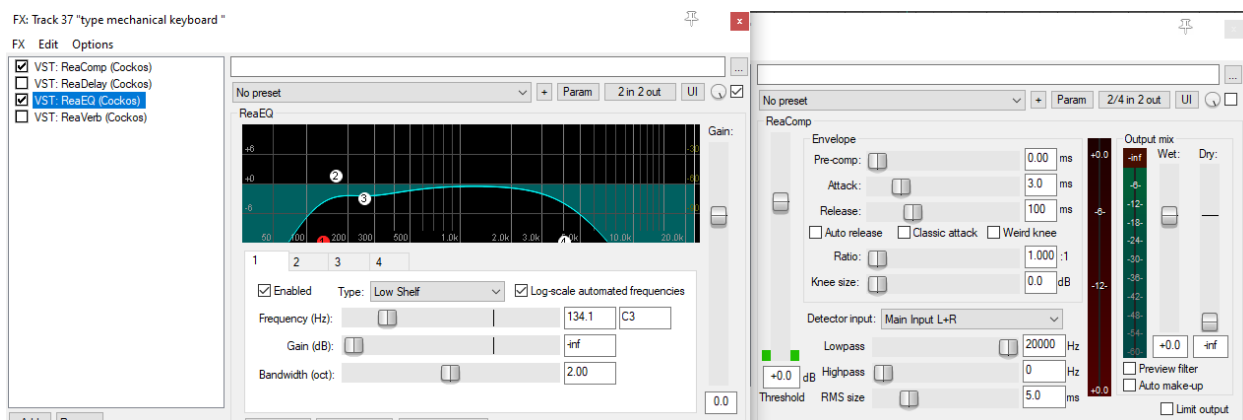 FX: Track 37 "type mechanical keyboard "
x
FX Edit Options
VST: ReaComp (Cockos)
VST: ReaDelay (Cockos)
VST: ReaEQ (Cockos)
VST: ReaVerb (Cockos)
...
No preset
+ Param 2 in 2 out UI
ReaEQ
Gain:
+6 -30
+0 -60
-6
2
3
4
50 100 200 300 500 1.0k 2.0k 3.0k 10.0k 20.0k
1 2 3 4
Enabled Type: Low Shelf Log-scale automated frequencies
Frequency (Hz): 134.1 C3
Gain (dB): -inf
Bandwidth (oct): 2.00
0.0
...
No preset
+ Param 2/4 in 2 out UI
ReaComp
Envelope
Pre-comp: 0.00 ms
Attack: 3.0 ms
Release: 100 ms
Auto release Classic attack Weird knee
Ratio: 1.000 :1
Knee size: 0.0 dB
Detector input: Main Input L+R
Lowpass 20000 Hz
Highpass 0 Hz
RMS size 5.0 ms
+0.0 dB
Threshold
+0.0
-6-
-12-
+0.0
Output mix
-inf Wet: Dry:
-6-
-12-
-18-
-24-
-30-
-36-
-42-
-48-
-54-
-60-
+0.0 -inf
Preview filter
Auto make-up
Limit output